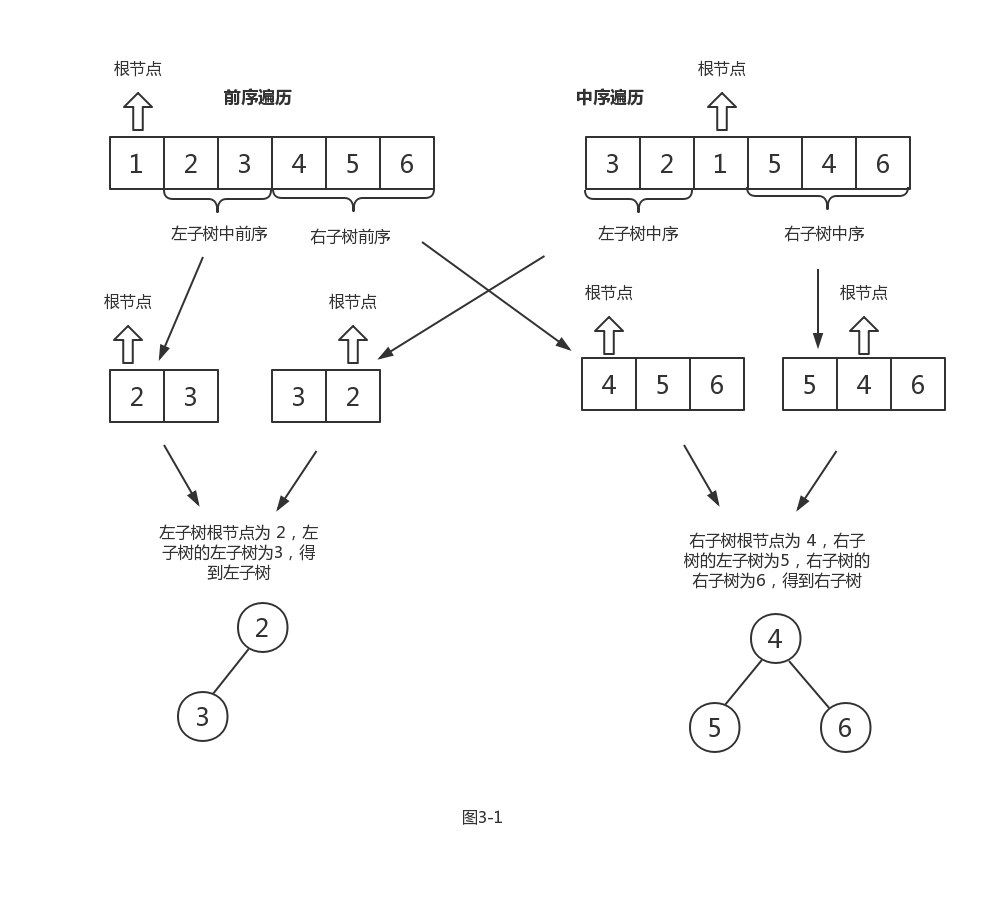 根节点
根节点
前序遍历
中序遍历
1 2 3 4 5 6
3 2 1 5 4 6
左子树中前序
右子树前序
左子树中序
右子树中序
根节点
根节点
根节点
根节点
2 3
3 2
4 5 6
5 4 6
左子树根节点为 2，左
子树的左子树为3，得
到左子树
右子树根节点为 4，右子
树的左子树为5，右子树的
右子树为6，得到右子树
2
3
4
5
6
图3-1